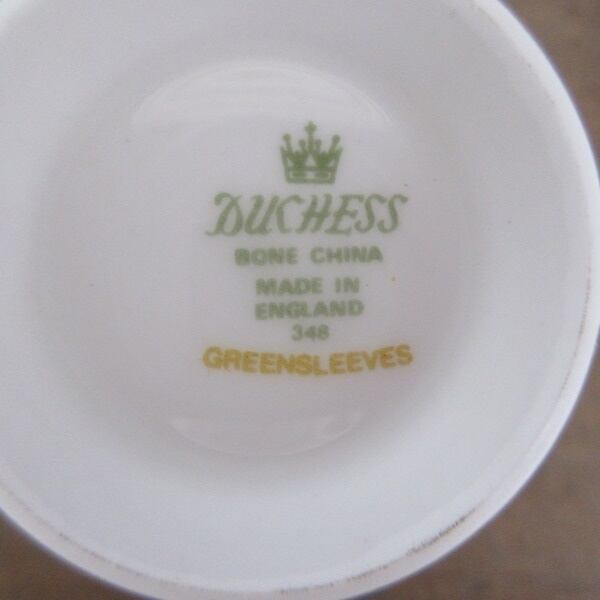 DUCHESS
BONE CHINA
MADE IN
ENGLAND
348
GREENSLEEVES